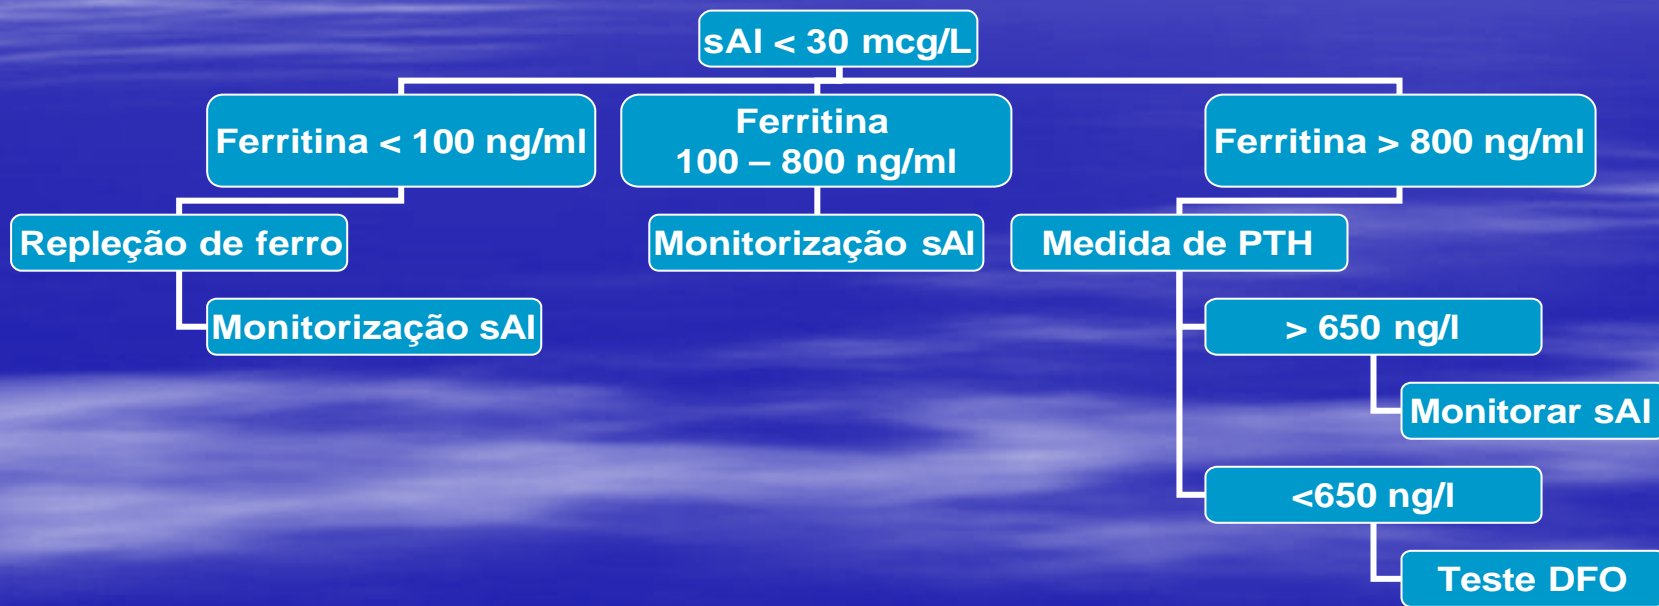 sAl < 30 mcg/L
Ferritina < 100 ng/ml
Ferritina
100 – 800 ng/ml
Ferritina > 800 ng/ml
Repleção de ferro
Monitorização sAl
Medida de PTH
Monitorização sAl
> 650 ng/l
Monitorar sAl
<650 ng/l
Teste DFO